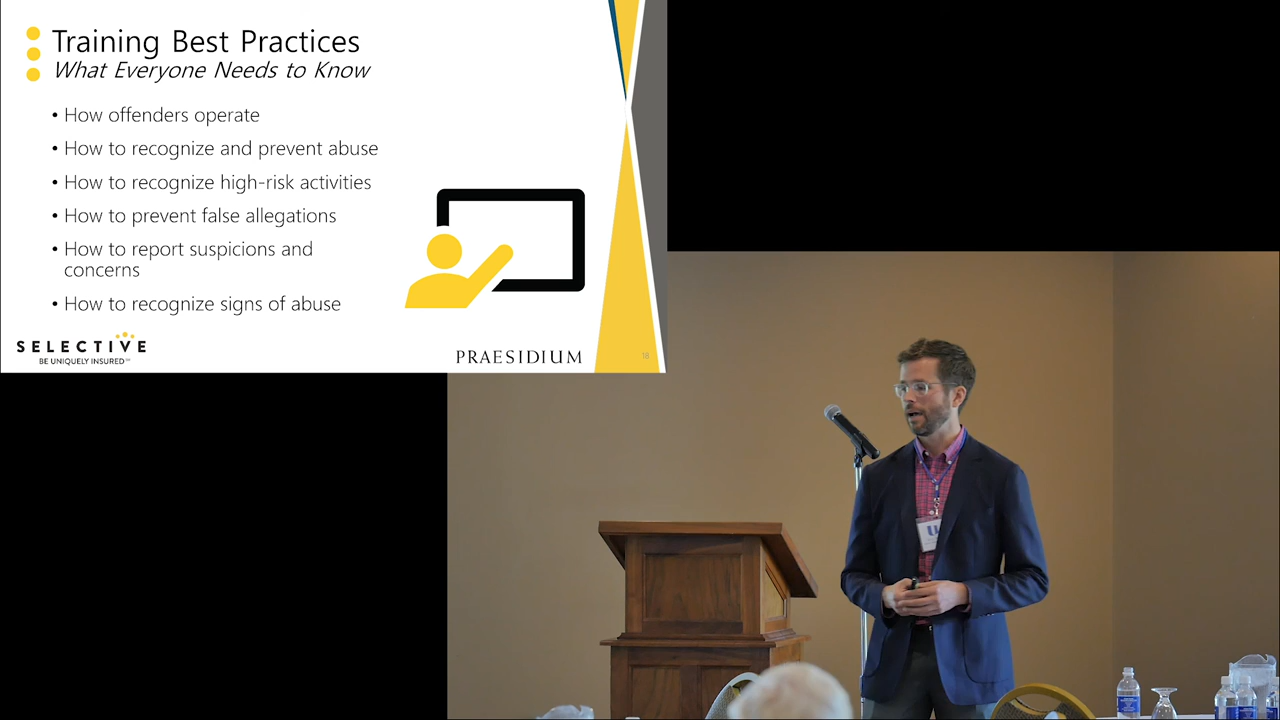 Training Best Practices
What Everyone Needs to Know
• How offenders operate
• How to recognize and prevent abuse
• How to recognize high-risk activities
• How to prevent false allegations
• How to report suspicions and
concerns
• How to recognize signs of abuse
SELECTIVE
BE UNIQUELY INSURED℠
PRAESIDIUM
18
U